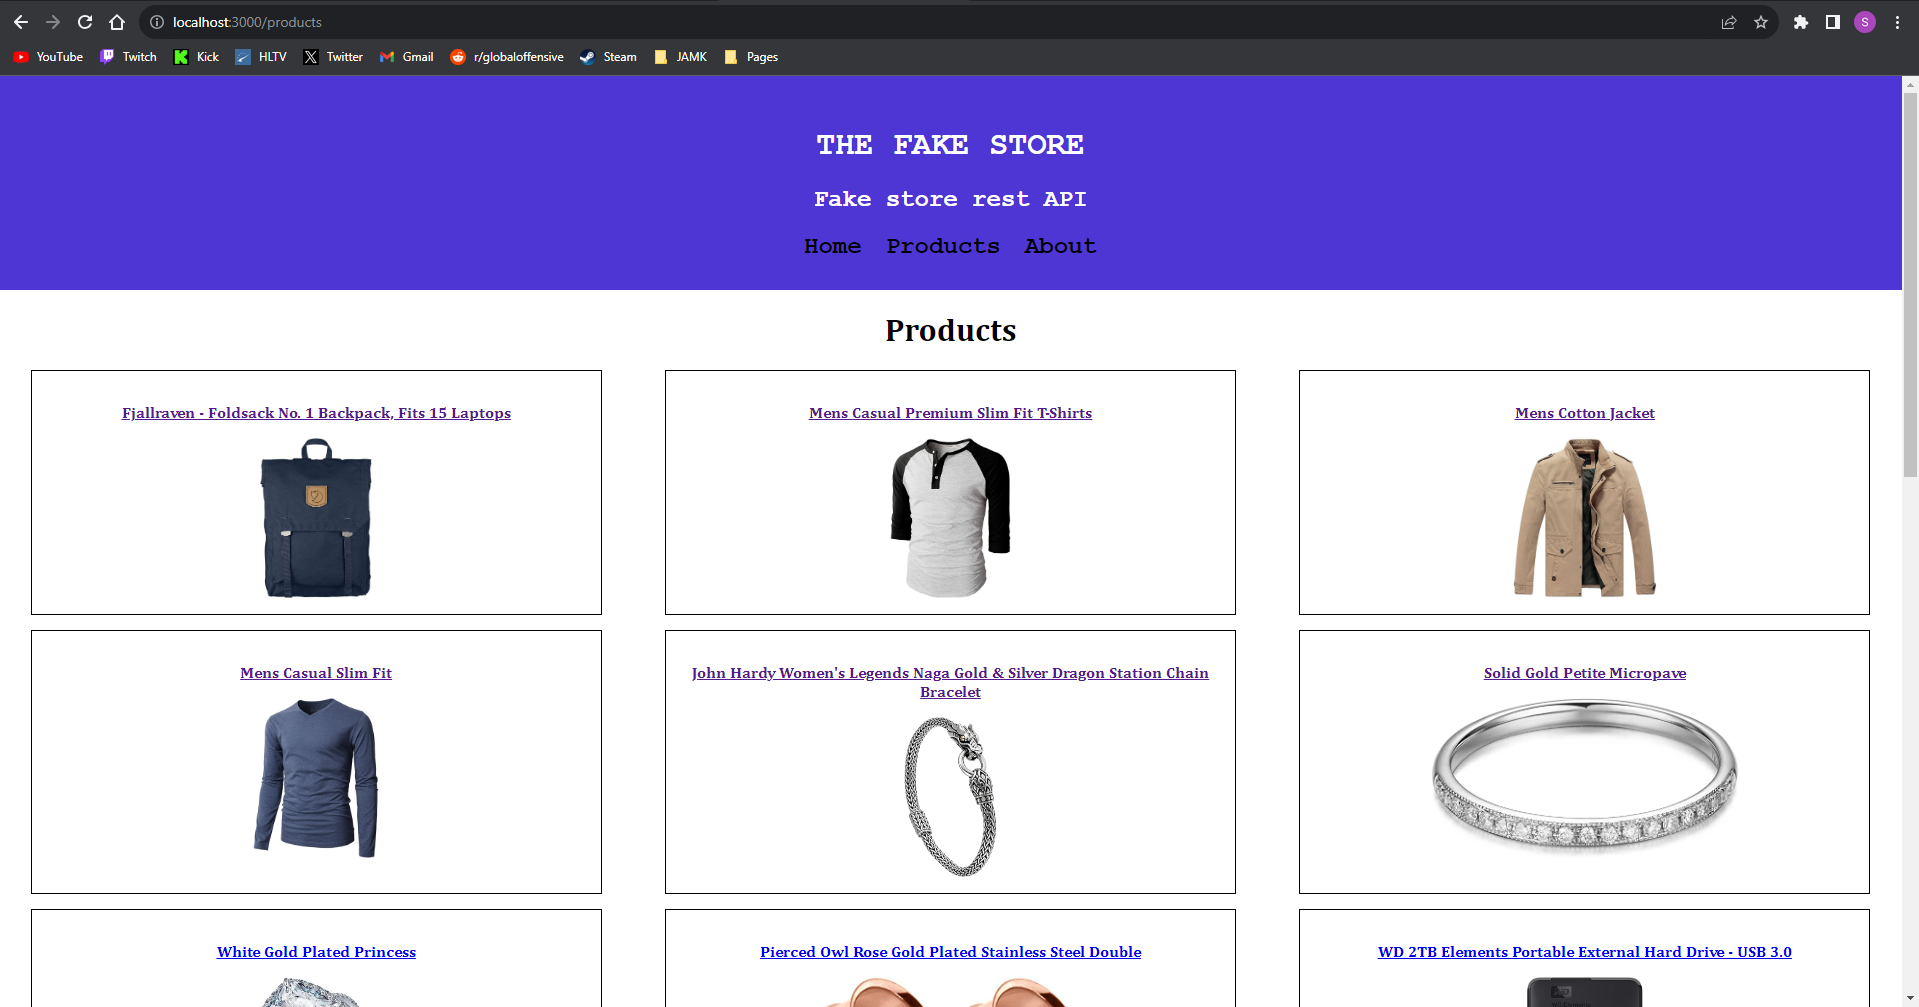 localhost:3000/products
S
YouTube Twitch Kick HLTV Twitter Gmail r/globaloffensive Steam JAMK Pages
THE FAKE STORE
Fake store rest API
Home Products About
Products
Fjallraven - Foldsack No. 1 Backpack, Fits 15 Laptops
Mens Casual Premium Slim Fit T-Shirts
Mens Cotton Jacket
Mens Casual Slim Fit
John Hardy Women's Legends Naga Gold & Silver Dragon Station Chain
Bracelet
Solid Gold Petite Micropave
White Gold Plated Princess
Pierced Owl Rose Gold Plated Stainless Steel Double
WD 2TB Elements Portable External Hard Drive - USB 3.0